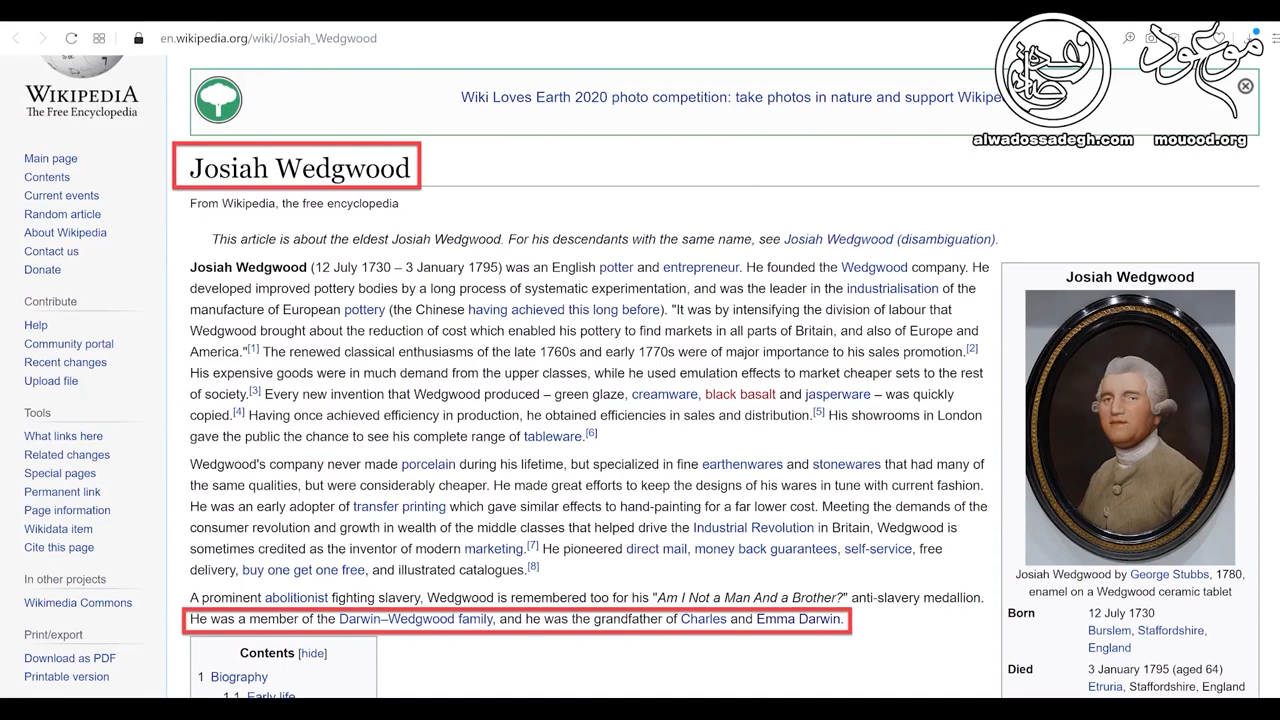 en.wikipedia.org/wiki/Josiah_Wedgwood
موعود
alwadossadegh.com mouood.org
WIKIPEDIA
The Free Encyclopedia
Main page
Contents
Current events
Random article
About Wikipedia
Contact us
Donate
Contribute
Help
Community portal
Recent changes
Upload file
Tools
What links here
Related changes
Special pages
Permanent link
Page information
Wikidata item
Cite this page
In other projects
Wikimedia Commons
Print/export
Download as PDF
Printable version
Wiki Loves Earth 2020 photo competition: take photos in nature and support
Josiah Wedgwood
From Wikipedia, the free encyclopedia
This article is about the eldest Josiah Wedgwood. For his descendants with the same name, see Josiah Wedgwood (disambiguation).
Josiah Wedgwood (12 July 1730 – 3 January 1795) was an English potter and entrepreneur. He founded the Wedgwood company. He
developed improved pottery bodies by a long process of systematic experimentation, and was the leader in the industrialisation of the
manufacture of European pottery (the Chinese having achieved this long before). "It was by intensifying the division of labour that
Wedgwood brought about the reduction of cost which enabled his pottery to find markets in all parts of Britain, and also of Europe and
America."[1] The renewed classical enthusiasms of the late 1760s and early 1770s were of major importance to his sales promotion.[2]
His expensive goods were in much demand from the upper classes, while he used emulation effects to market cheaper sets to the rest
of society.[3] Every new invention that Wedgwood produced – green glaze, creamware, black basalt and jasperware – was quickly
copied.[4] Having once achieved efficiency in production, he obtained efficiencies in sales and distribution.[5] His showrooms in London
gave the public the chance to see his complete range of tableware.[6]
Wedgwood's company never made porcelain during his lifetime, but specialized in fine earthenwares and stonewares that had many of
the same qualities, but were considerably cheaper. He made great efforts to keep the designs of his wares in tune with current fashion.
He was an early adopter of transfer printing which gave similar effects to hand-painting for a far lower cost. Meeting the demands of the
consumer revolution and growth in wealth of the middle classes that helped drive the Industrial Revolution in Britain, Wedgwood is
sometimes credited as the inventor of modern marketing.[7] He pioneered direct mail, money back guarantees, self-service, free
delivery, buy one get one free, and illustrated catalogues.[8]
A prominent abolitionist fighting slavery, Wedgwood is remembered too for his "Am I Not a Man And a Brother?" anti-slavery medallion.
He was a member of the Darwin–Wedgwood family, and he was the grandfather of Charles and Emma Darwin.
Contents [hide]
1 Biography
1.1 Early life
Josiah Wedgwood
Josiah Wedgwood by George Stubbs, 1780,
enamel on a Wedgwood ceramic tablet
Born 12 July 1730
Burslem, Staffordshire,
England
Died 3 January 1795 (aged 64)
Etruria, Staffordshire, England